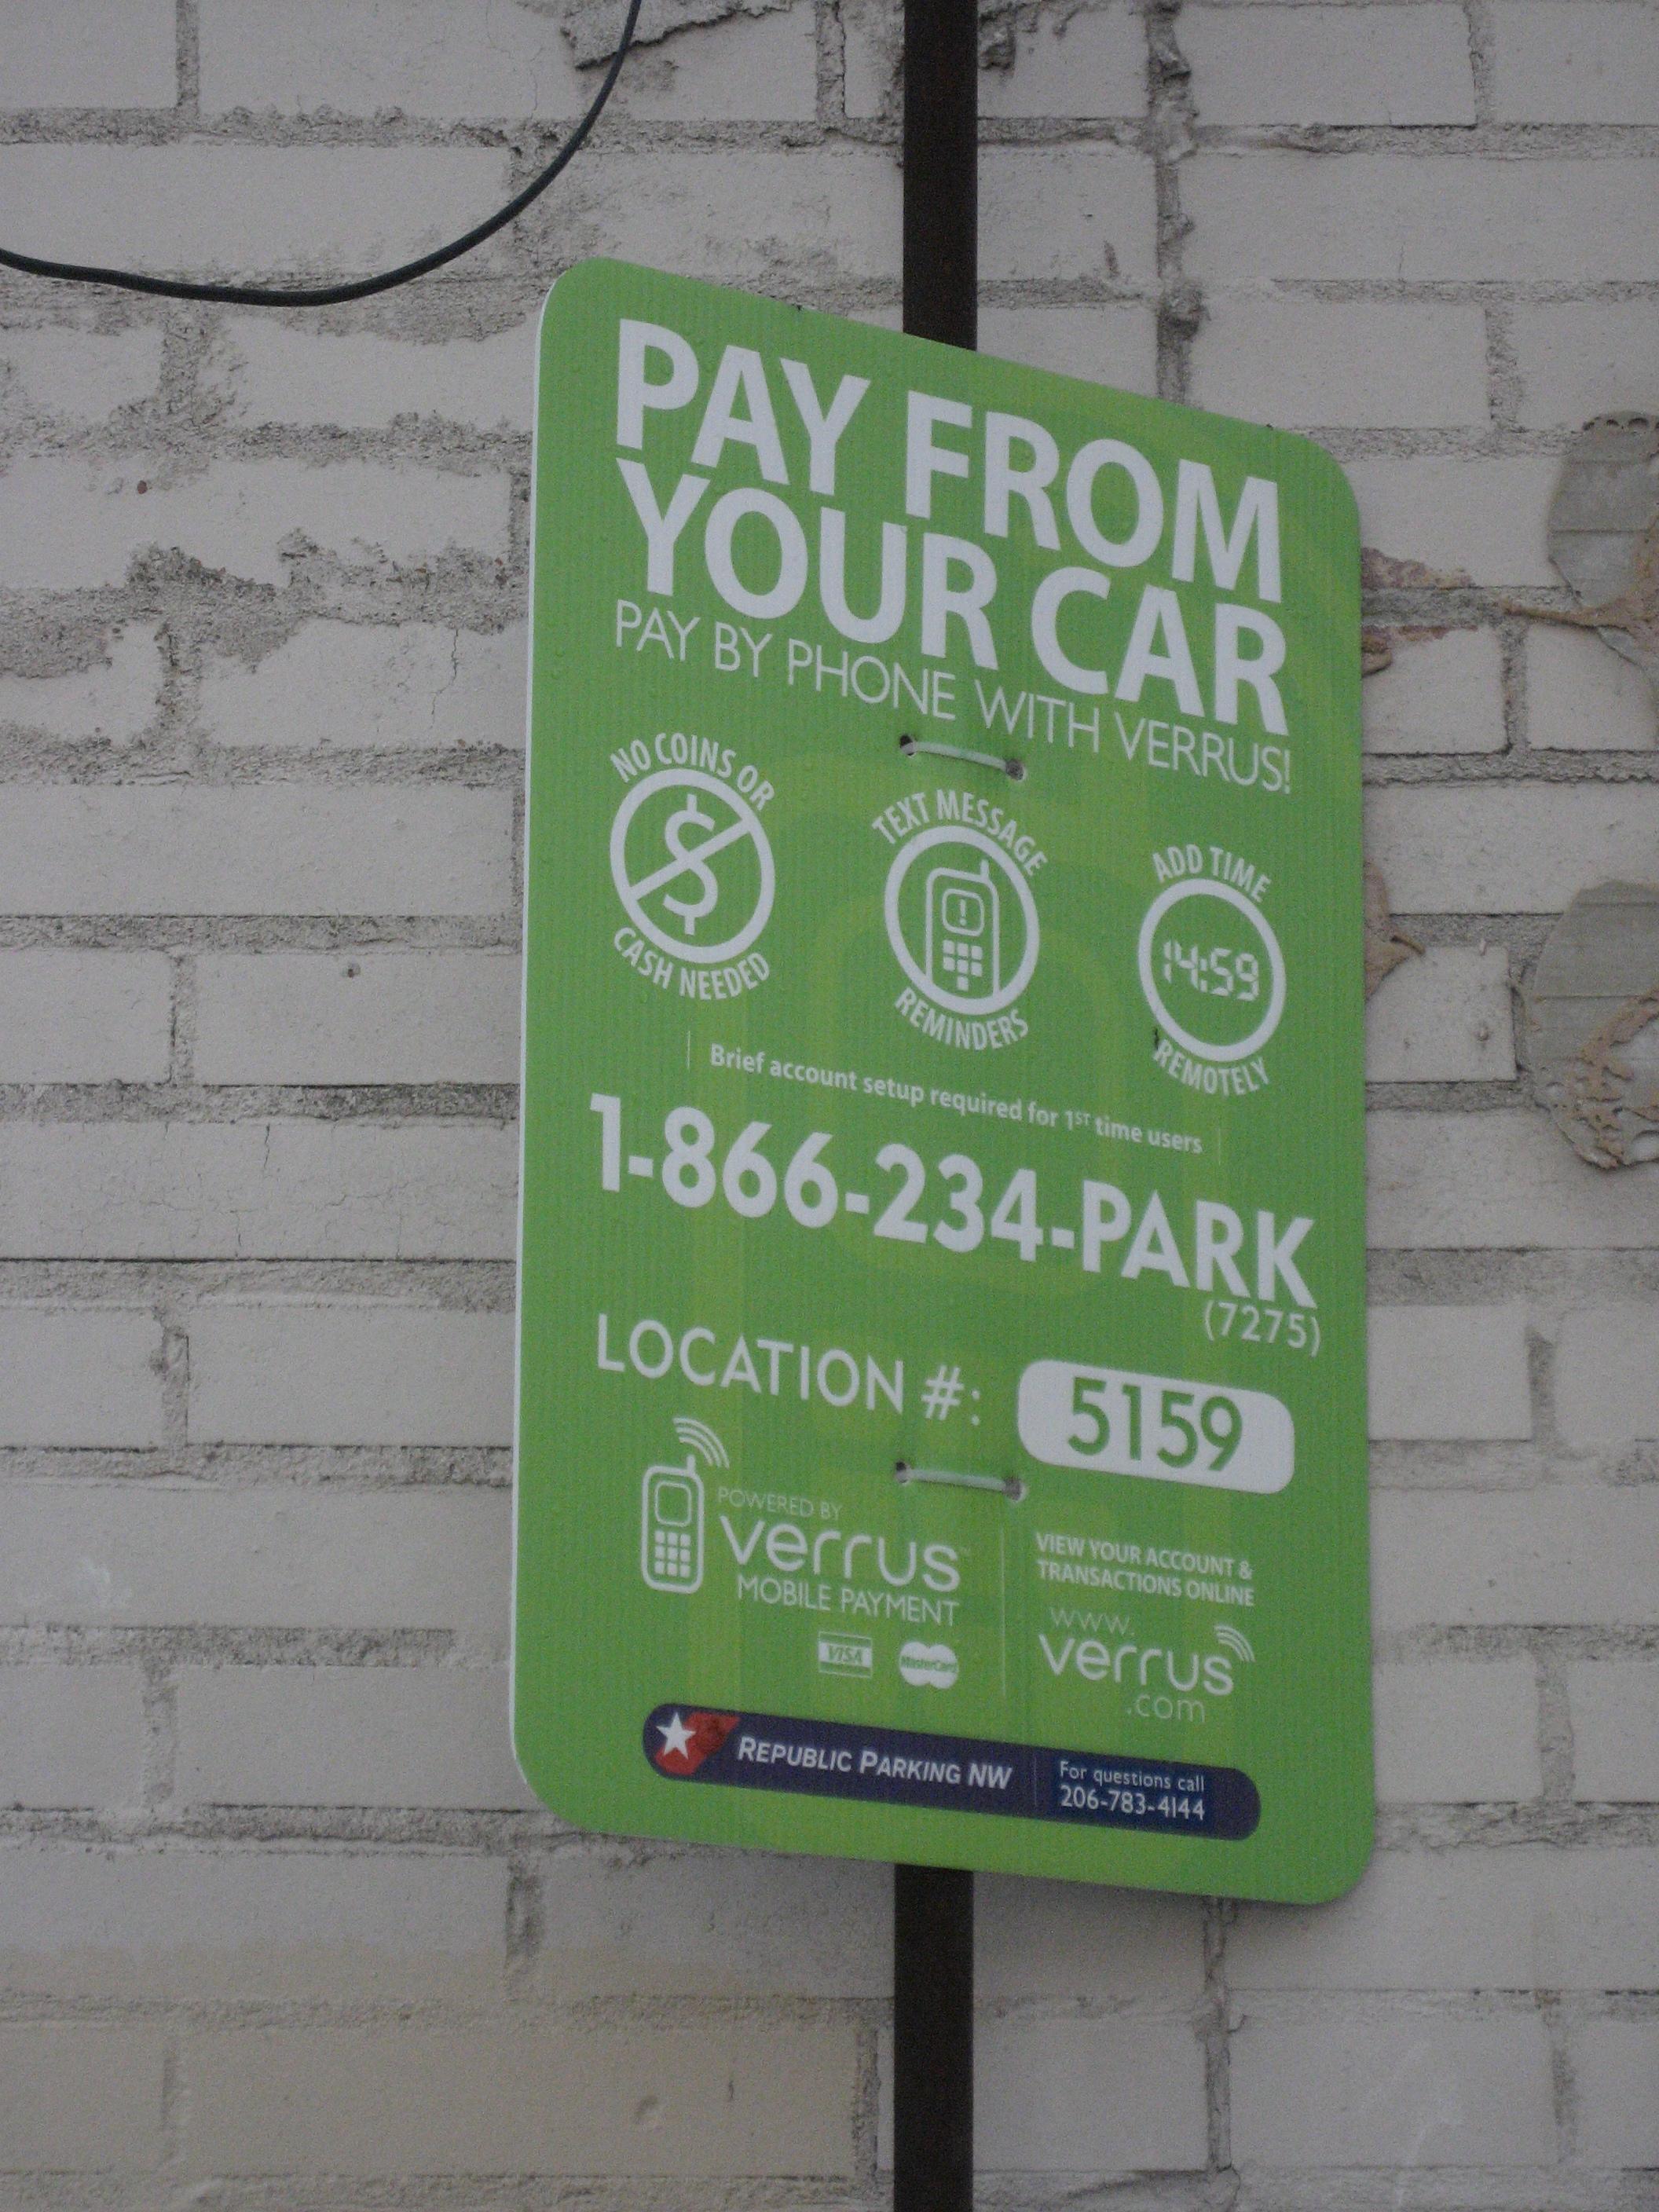 PAY FROM
YOUR CAR
PAY BY PHONE WITH VERRUS!
NO COINS OR
$
CASH NEEDED
TEXT MESSAGE
!
REMINDERS
ADD TIME
14:59
REMOTELY
Brief account setup required for 1ST time users
1-866-234-PARK
(7275)
LOCATION #: 5159
POWERED BY
verrus
MOBILE PAYMENT
VISA MasterCard
VIEW YOUR ACCOUNT &
TRANSACTIONS ONLINE
www.
verrus
.com
REPUBLIC PARKING NW
For questions call
206-783-4144